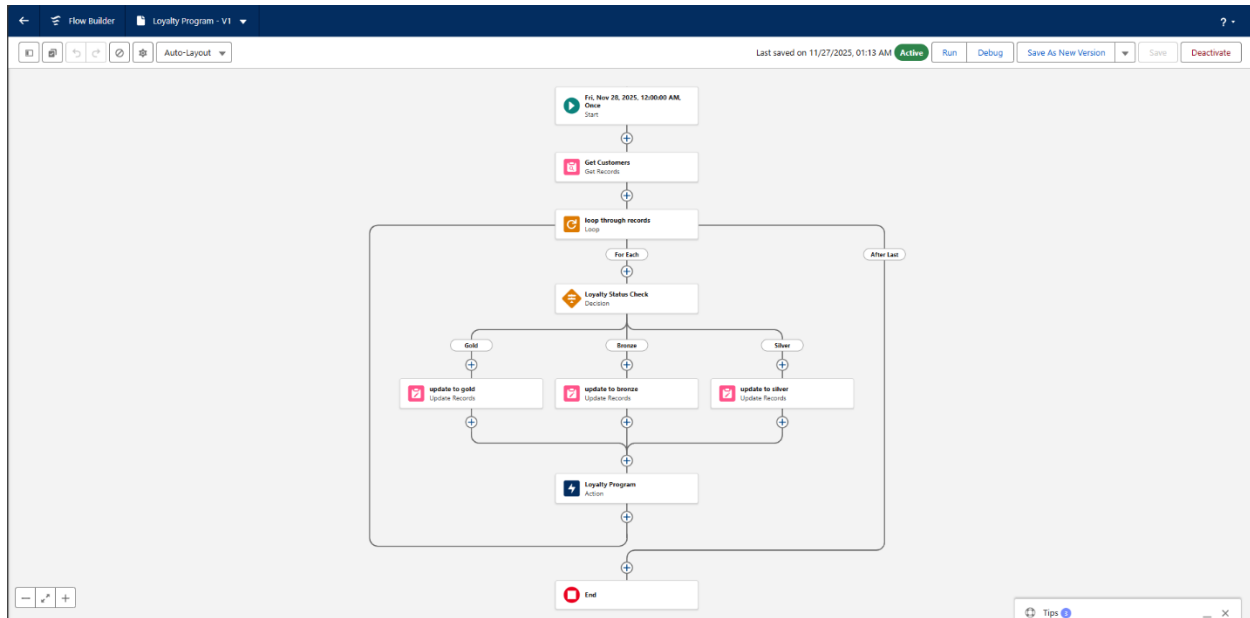 Flow Builder
Loyalty Program - V1
?
Auto-Layout
Last saved on 11/27/2025, 01:13 AM
Active
Run
Debug
Save As New Version
Save
Deactivate
Fri, Nov 28, 2025, 12:00:00 AM,
Once
Start
Get Customers
Get Records
loop through records
Loop
For Each
After Last
Loyalty Status Check
Decision
Gold
Bronze
Silver
update to gold
Update Records
update to bronze
Update Records
update to silver
Update Records
Loyalty Program
Action
End
Tips